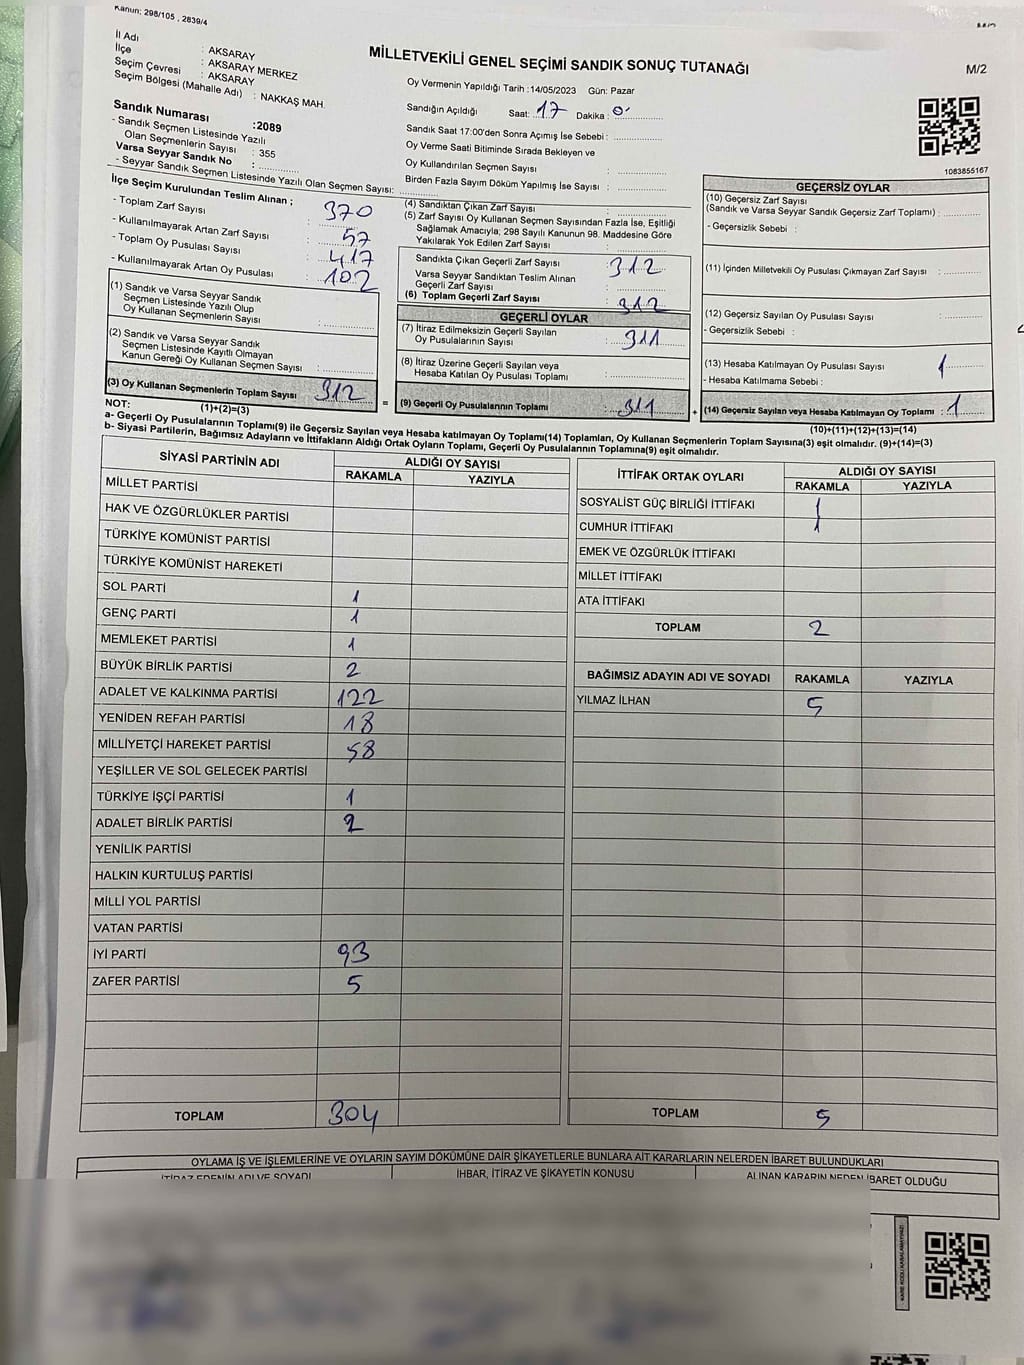 Kanun: 298/105 , 2839/4
İl Adı : AKSARAY
İlçe : AKSARAY MERKEZ
Seçim Çevresi : AKSARAY
Seçim Bölgesi (Mahalle Adı) : NAKKAŞ MAH.
MİLLETVEKİLİ GENEL SEÇİMİ SANDIK SONUÇ TUTANAĞI
M/2
Oy Vermenin Yapıldığı Tarih :14/05/2023 Gün: Pazar
Sandığın Açıldığı Saat: 17 Dakika : 0
Sandık Saat 17:00'den Sonra Açımış İse Sebebi :
Oy Verme Saati Bitiminde Sırada Bekleyen ve
Oy Kullandırılan Seçmen Sayısı :
Birden Fazla Sayım Döküm Yapılmış İse Sayısı :
1083855167
Sandık Numarası :2089
- Sandık Seçmen Listesinde Yazılı
Olan Seçmenlerin Sayısı : 355
Varsa Seyyar Sandık No :
- Seyyar Sandık Seçmen Listesinde Yazılı Olan Seçmen Sayısı:
İlçe Seçim Kurulundan Teslim Alınan ;
- Toplam Zarf Sayısı : 370
- Kullanılmayarak Artan Zarf Sayısı : 57
- Toplam Oy Pusulası Sayısı : 417
- Kullanılmayarak Artan Oy Pusulası : 102
(1) Sandık ve Varsa Seyyar Sandık
Seçmen Listesinde Yazılı Olup
Oy Kullanan Seçmenlerin Sayısı :
(2) Sandık ve Varsa Seyyar Sandık
Seçmen Listesinde Kayıtlı Olmayan
Kanun Gereği Oy Kullanan Seçmen Sayısı :
(3) Oy Kullanan Seçmenlerin Toplam Sayısı 312
(1)+(2)=(3)
(4) Sandıktan Çıkan Zarf Sayısı :
(5) Zarf Sayısı Oy Kullanan Seçmen Sayısından Fazla İse, Eşitliği
Sağlamak Amacıyla; 298 Sayılı Kanunun 98. Maddesine Göre
Yakılarak Yok Edilen Zarf Sayısı :
Sandıkta Çıkan Geçerli Zarf Sayısı : 312
Varsa Seyyar Sandıktan Teslim Alınan
Geçerli Zarf Sayısı :
(6) Toplam Geçerli Zarf Sayısı : 312
GEÇERLİ OYLAR
(7) İtiraz Edilmeksizin Geçerli Sayılan
Oy Pusulalarının Sayısı : 311
(8) İtiraz Üzerine Geçerli Sayılan veya
Hesaba Katılan Oy Pusulası Toplamı :
= (9) Geçerli Oy Pusulalarının Toplamı : 311 +
GEÇERSİZ OYLAR
(10) Geçersiz Zarf Sayısı
(Sandık ve Varsa Seyyar Sandık Geçersiz Zarf Toplamı) :
- Geçersizlik Sebebi :
(11) İçinden Milletvekili Oy Pusulası Çıkmayan Zarf Sayısı :
(12) Geçersiz Sayılan Oy Pusulası Sayısı :
- Geçersizlik Sebebi :
(13) Hesaba Katılmayan Oy Pusulası Sayısı : 1
- Hesaba Katılmama Sebebi :
(14) Geçersiz Sayılan veya Hesaba Katılmayan Oy Toplamı : 1
(10)+(11)+(12)+(13)=(14)
NOT:
a- Geçerli Oy Pusulalarının Toplamı(9) ile Geçersiz Sayılan veya Hesaba katılmayan Oy Toplamı(14) Toplamları, Oy Kullanan Seçmenlerin Toplam Sayısına(3) eşit olmalıdır. (9)+(14)=(3)
b- Siyasi Partilerin, Bağımsız Adayların ve İttifakların Aldığı Oyların Toplamı, Geçerli Oy Pusulalarının Toplamına(9) eşit olmalıdır.
SİYASİ PARTİNİN ADI ALDIĞI OY SAYISI
RAKAMLA YAZIYLA
MİLLET PARTİSİ
HAK VE ÖZGÜRLÜKLER PARTİSİ
TÜRKİYE KOMÜNİST PARTİSİ
TÜRKİYE KOMÜNİST HAREKETİ
SOL PARTİ 1
GENÇ PARTİ 1
MEMLEKET PARTİSİ 1
BÜYÜK BİRLİK PARTİSİ 2
ADALET VE KALKINMA PARTİSİ 122
YENİDEN REFAH PARTİSİ 18
MİLLİYETÇİ HAREKET PARTİSİ 58
YEŞİLLER VE SOL GELECEK PARTİSİ
TÜRKİYE İŞÇİ PARTİSİ 1
ADALET BİRLİK PARTİSİ 2
YENİLİK PARTİSİ
HALKIN KURTULUŞ PARTİSİ
MİLLİ YOL PARTİSİ
VATAN PARTİSİ
İYİ PARTİ 93
ZAFER PARTİSİ 5
TOPLAM 304
İTTİFAK ORTAK OYLARI ALDIĞI OY SAYISI
RAKAMLA YAZIYLA
SOSYALİST GÜÇ BİRLİĞİ İTTİFAKI 1
CUMHUR İTTİFAKI 1
EMEK VE ÖZGÜRLÜK İTTİFAKI
MİLLET İTTİFAKI
ATA İTTİFAKI
TOPLAM 2
BAĞIMSIZ ADAYIN ADI VE SOYADI RAKAMLA YAZIYLA
YILMAZ İLHAN 5
TOPLAM 5
OYLAMA İŞ VE İŞLEMLERİNE VE OYLARIN SAYIM DÖKÜMÜNE DAİR ŞİKAYETLERLE BUNLARA AİT KARARLARIN NELERDEN İBARET BULUNDUKLARI
İTİRAZ EDENİN ADI VE SOYADI İHBAR, İTİRAZ VE ŞİKAYETİN KONUSU ALINAN KARARIN NEDEN İBARET OLDUĞU